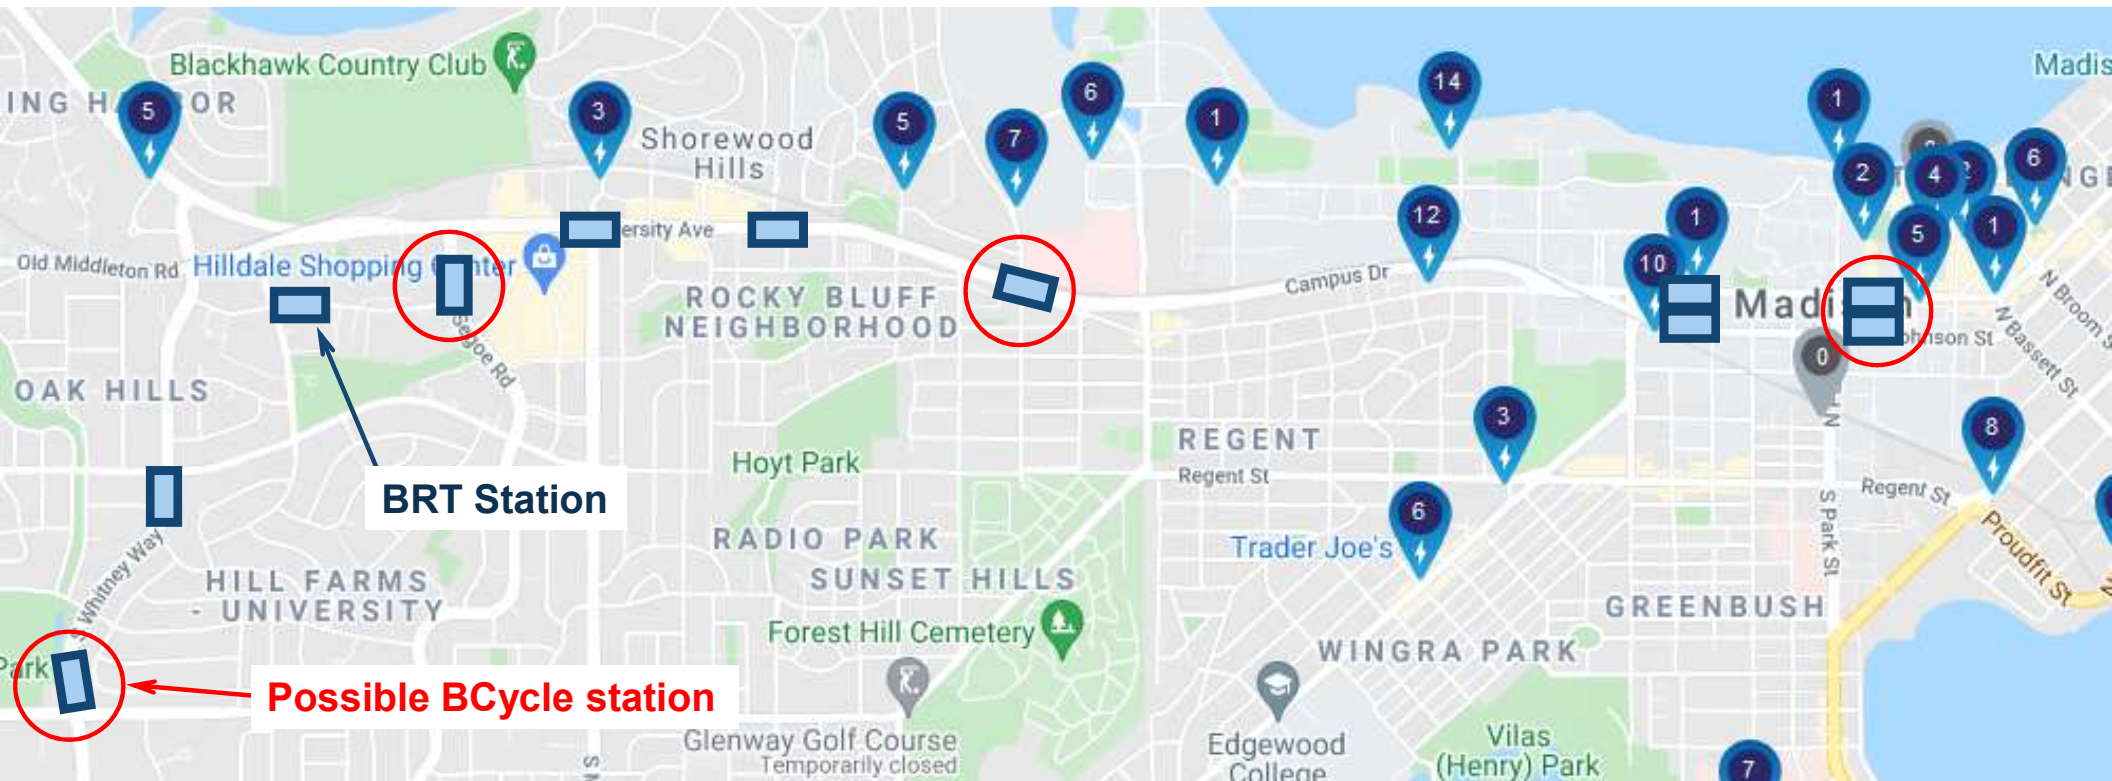 Madis
Blackhawk Country Club
14
6
5
ING HARBOR
3
1
1
5
Shorewood
Hills
7
6
2
4
2
12
1
1
5
ersity Ave
Old Middleton Rd
Hilldale Shopping Center
10
Campus Dr
N Broom S
ROCKY BLUFF
NEIGHBORHOOD
Madison
ohnson St
N Bassett St
Segoe Rd
0
OAK HILLS
3
8
REGENT
Hoyt Park
Regent St
BRT Station
Regent St
6
S Park St
RADIO PARK
Trader Joe's
Proudfit St
S Whitney Way
SUNSET HILLS
HILL FARMS
- UNIVERSITY
GREENBUSH
Forest Hill Cemetery
WINGRA PARK
Park
Possible BCycle station
Glenway Golf Course
Temporarily closed
Edgewood
College
Vilas
(Henry) Park
7